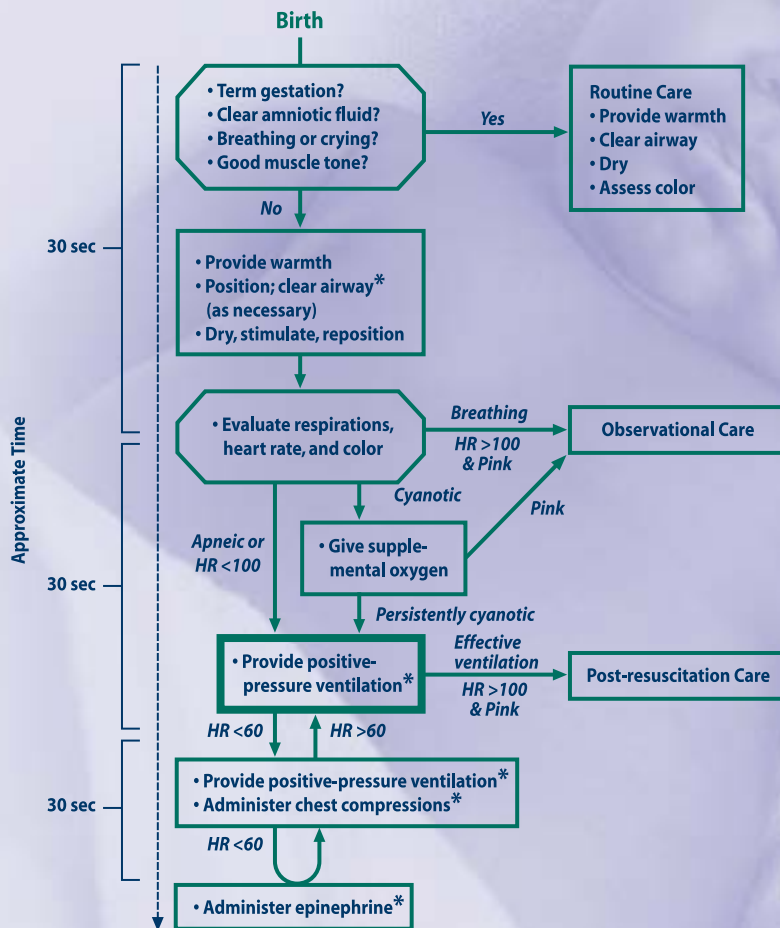 Birth
• Term gestation?
• Clear amniotic fluid?
• Breathing or crying?
• Good muscle tone?
Yes
Routine Care
• Provide warmth
• Clear airway
• Dry
• Assess color
No
30 sec
• Provide warmth
• Position; clear airway*
(as necessary)
• Dry, stimulate, reposition
• Evaluate respirations,
heart rate, and color
Breathing
HR >100
& Pink
Observational Care
Approximate Time
30 sec
Apneic or
HR <100
Cyanotic
• Give supple-
mental oxygen
Pink
Persistently cyanotic
• Provide positive-
pressure ventilation*
Effective
ventilation
HR >100
& Pink
Post-resuscitation Care
HR <60
HR >60
30 sec
• Provide positive-pressure ventilation*
• Administer chest compressions*
HR <60
• Administer epinephrine*